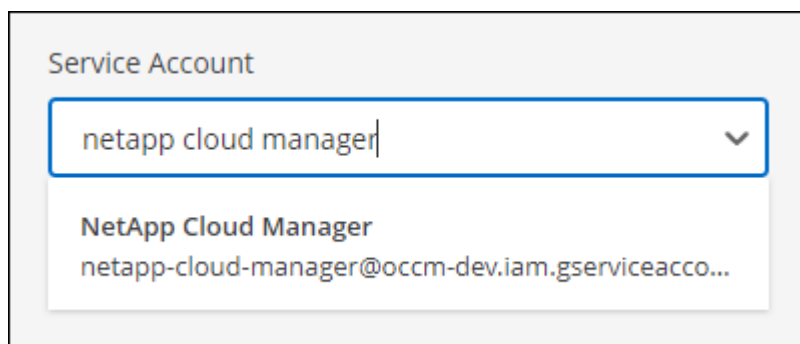 Service Account
netapp cloud manager
NetApp Cloud Manager
netapp-cloud-manager@occm-dev.iam.gserviceacco...